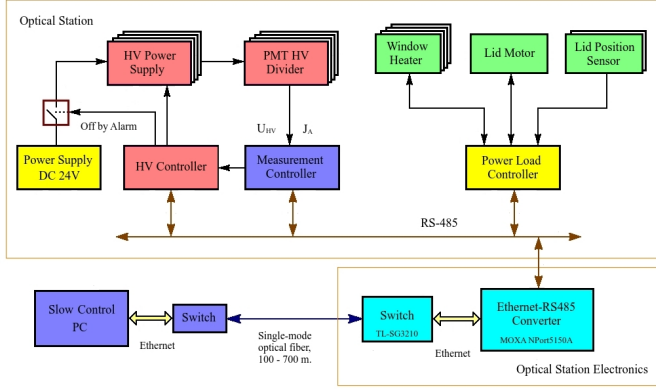 Optical Station
HV Power
Supply
PMT HV
Divider
Window
Heater
Lid Motor
Lid Position
Sensor
Off by Alarm
UHV
JA
Power Supply
DC 24V
HV Controller
Measurement
Controller
Power Load
Controller
RS-485
Slow Control
PC
Ethernet
Switch
Single-mode
optical fiber,
100 - 700 m.
Switch
TL-SG3210
Ethernet
Ethernet-RS485
Converter
MOXA NPort5150A
Optical Station Electronics